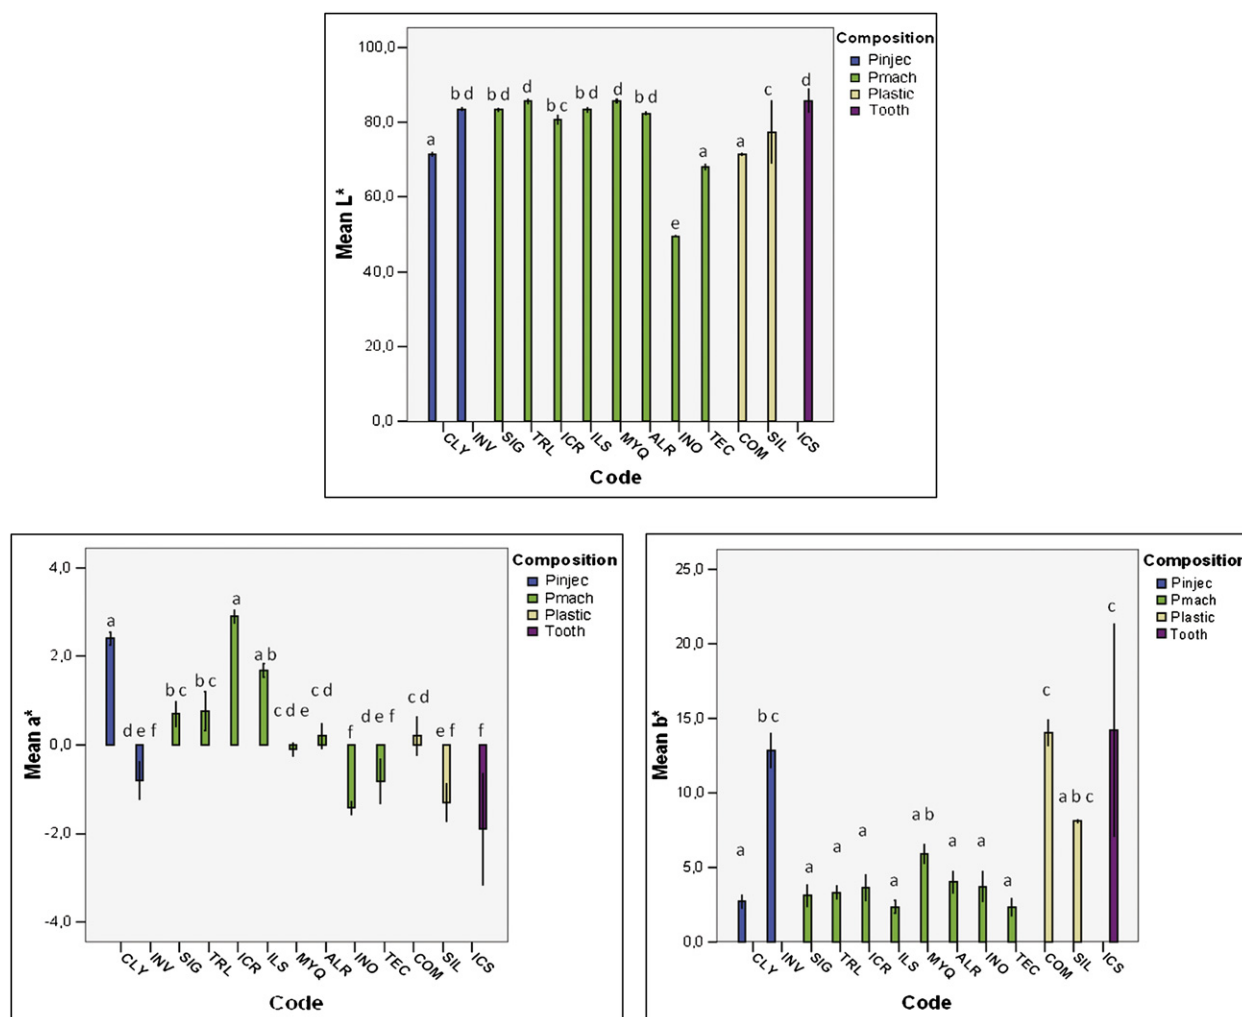 Composition
Pinjec
Pmach
Plastic
Tooth
Mean L*
100,0
80,0
60,0
40,0
20,0
0,0
a
b d
b d
d
b c
b d
d
b d
e
a
a
c
d
CLY INV SIG TRL ICR ILS MYQ ALR INO TEC COM SIL ICS
Code
Composition
Pinjec
Pmach
Plastic
Tooth
Mean a*
4,0
2,0
0,0
-2,0
-4,0
a
d e f
b c
b c
a
a b
c d e
c d
f
d e f
c d
e f
f
CLY INV SIG TRL ICR ILS MYQ ALR INO TEC COM SIL ICS
Code
Composition
Pinjec
Pmach
Plastic
Tooth
Mean b*
25,0
20,0
15,0
10,0
5,0
0,0
a
b c
a
a
a
a
a b
a
a
a
c
a b c
c
CLY INV SIG TRL ICR ILS MYQ ALR INO TEC COM SIL ICS
Code